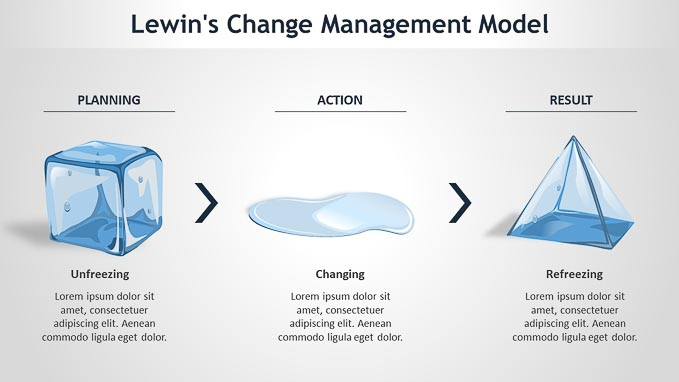 Lewin's Change Management Model
PLANNING
ACTION
RESULT
Unfreezing
Changing
Refreezing
Lorem ipsum dolor sit
amet, consectetuer
adipiscing elit. Aenean
commodo ligula eget dolor.
Lorem ipsum dolor sit
amet, consectetuer
adipiscing elit. Aenean
commodo ligula eget dolor.
Lorem ipsum dolor sit
amet, consectetuer
adipiscing elit. Aenean
commodo ligula eget dolor.